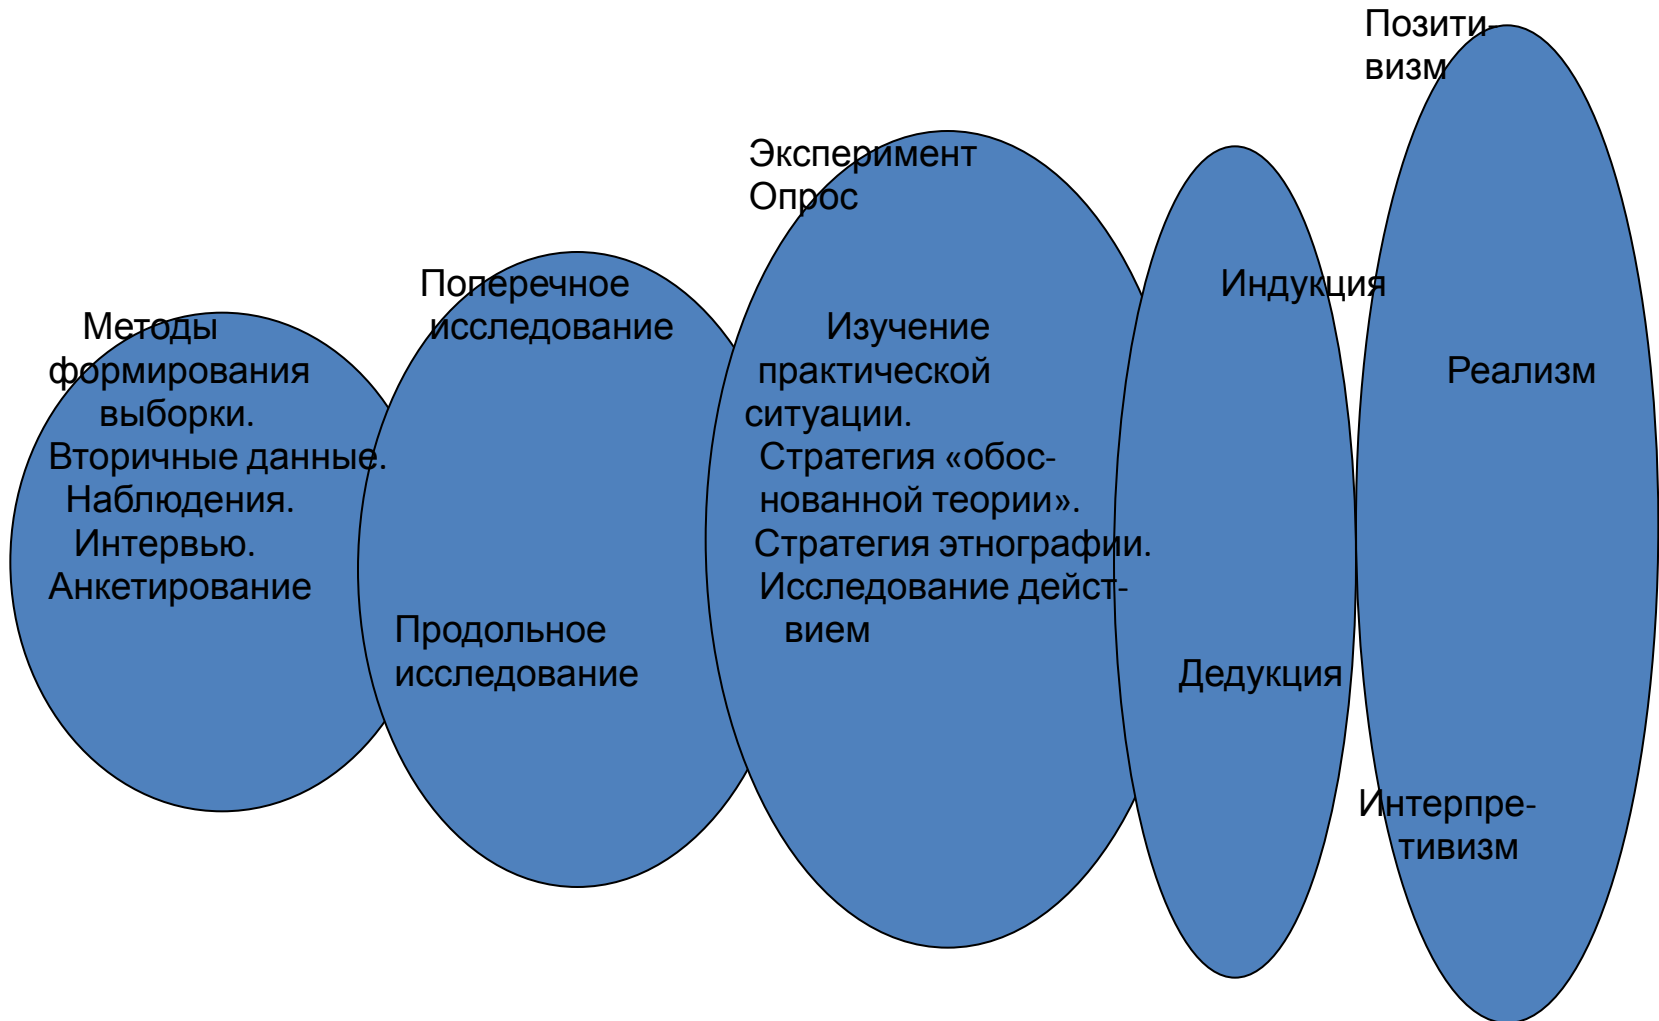 Методы
формирования
выборки.
Вторичные данные.
Наблюдения.
Интервью.
Анкетирование
Поперечное
исследование
Продольное
исследование
Эксперимент
Опрос
Изучение
практической
ситуации.
Стратегия «обос-
нованной теории».
Стратегия этнографии.
Исследование дейст-
вием
Индукция
Дедукция
Позити-
визм
Реализм
Интерпре-
тивизм